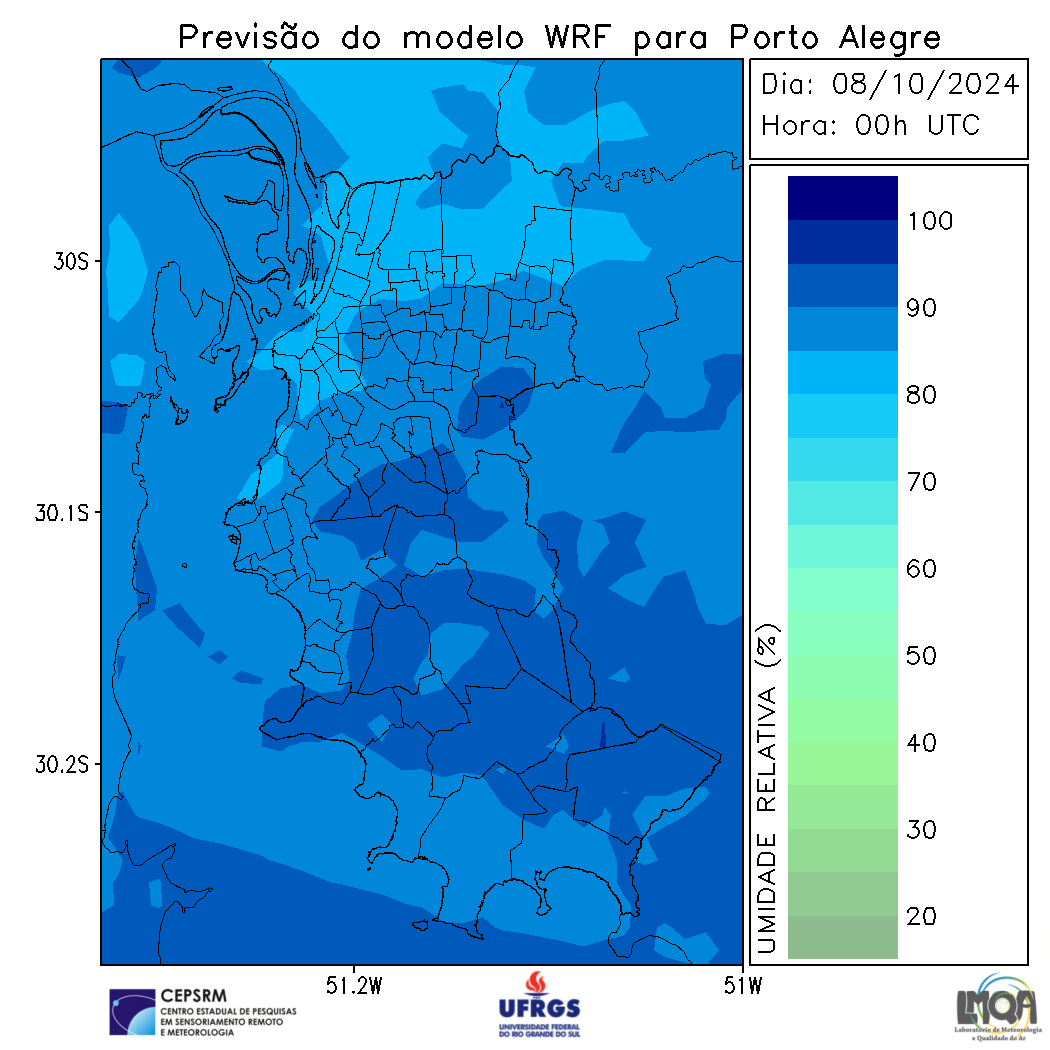 Previsão do modelo WRF para Porto Alegre
Dia: 08/10/2024
Hora: 00h UTC
30S
30.1S
30.2S
51.2W
51W
100
90
80
70
60
50
40
30
20
UMIDADE RELATIVA (%)
CEPSRM
CENTRO ESTADUAL DE PESQUISAS
EM SENSORIAMENTO REMOTO
E METEOROLOGIA
UFRGS
UNIVERSIDADE FEDERAL
DO RIO GRANDE DO SUL
LMQA
Laboratório de Meteorologia
e Qualidade do Ar